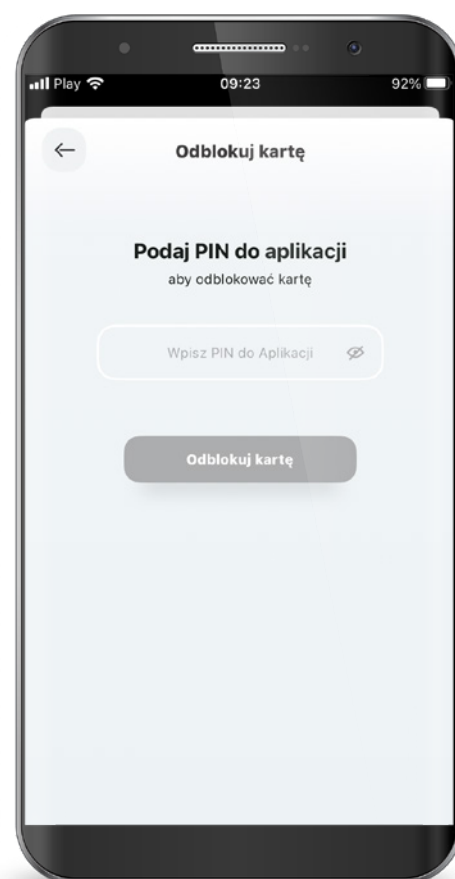 Play 09:23 92%
Odblokuj kartę
Podaj PIN do aplikacji
aby odblokować kartę
Wpisz PIN do Aplikacji
Odblokuj kartę